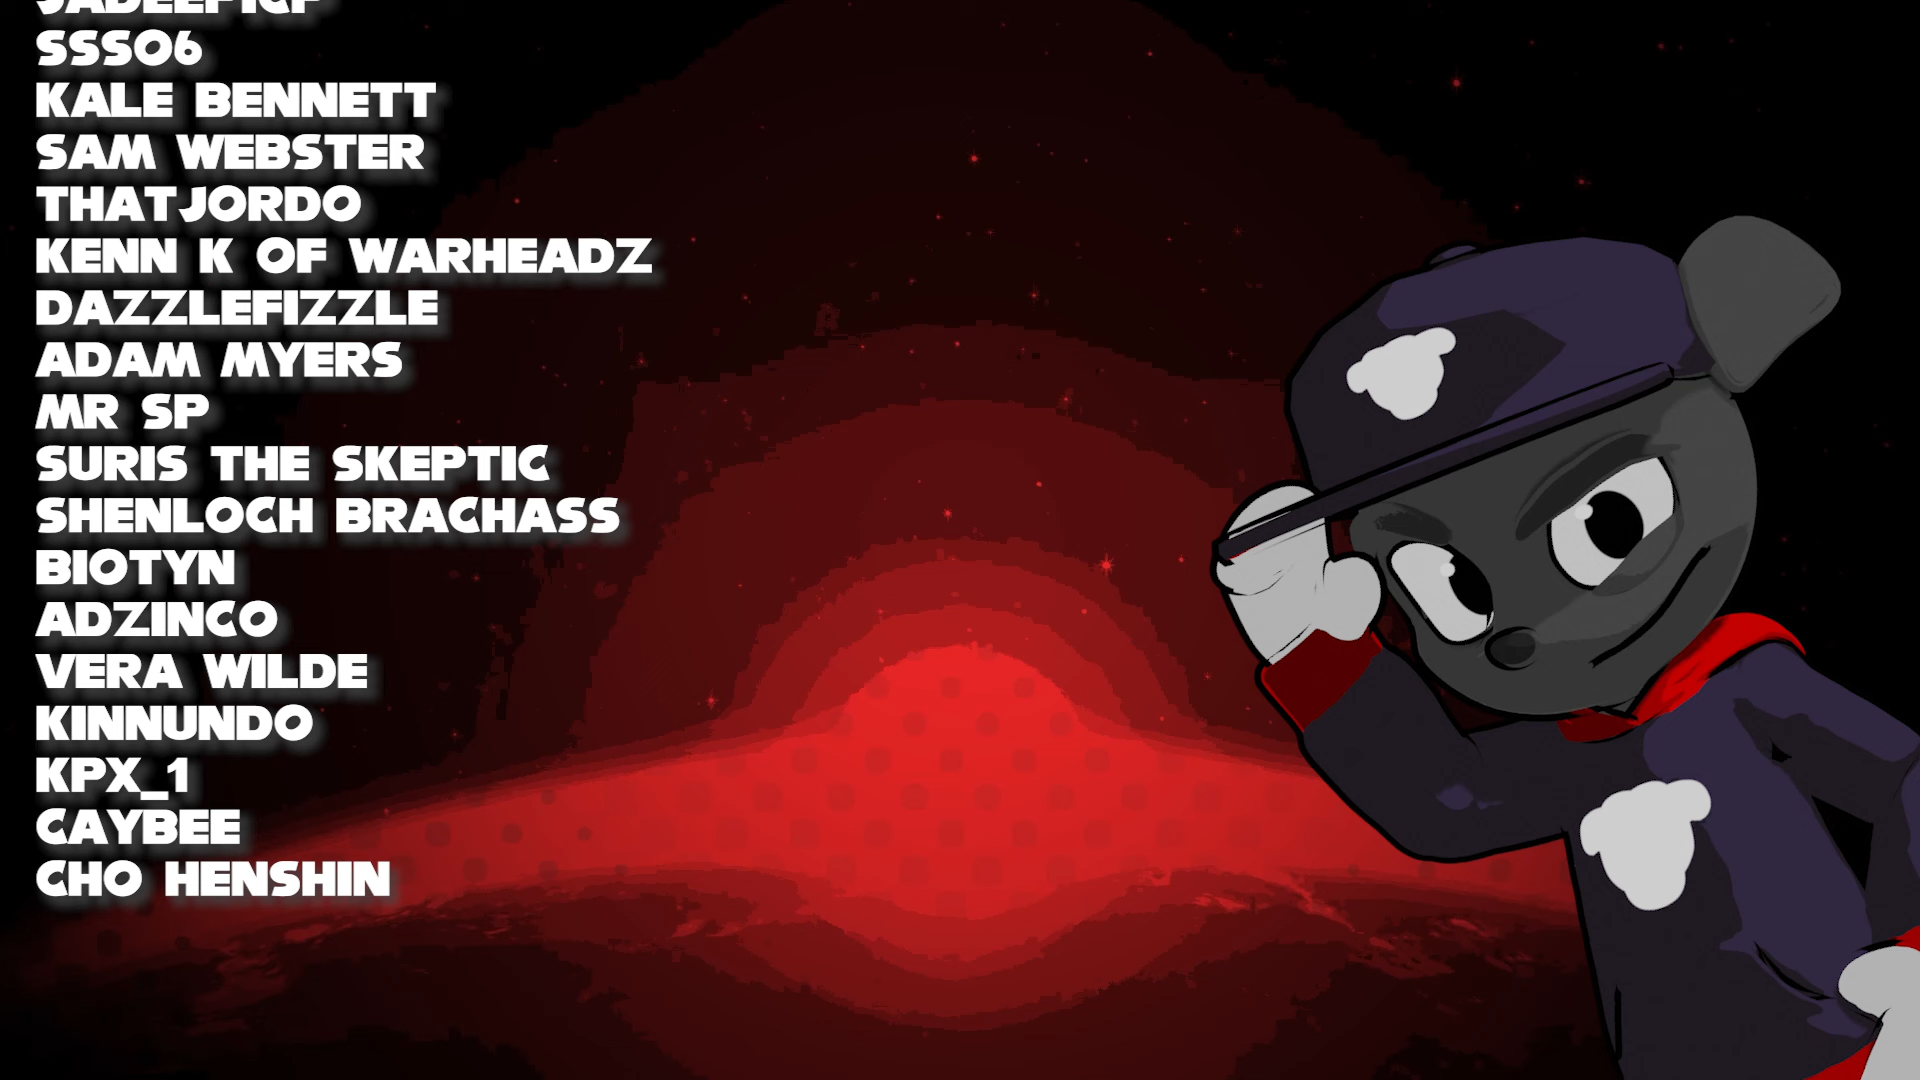 SSSO6
KALE BENNETT
SAM WEBSTER
THATJORDO
KENN K OF WARHEADZ
DAZZLEFIZZLE
ADAM MYERS
MR SP
SURIS THE SKEPTIC
SHENLOCH BRACHASS
BIOTYN
ADZINCO
VERA WILDE
KINNUNDO
KPX_1
CAYBEE
CHO HENSHIN